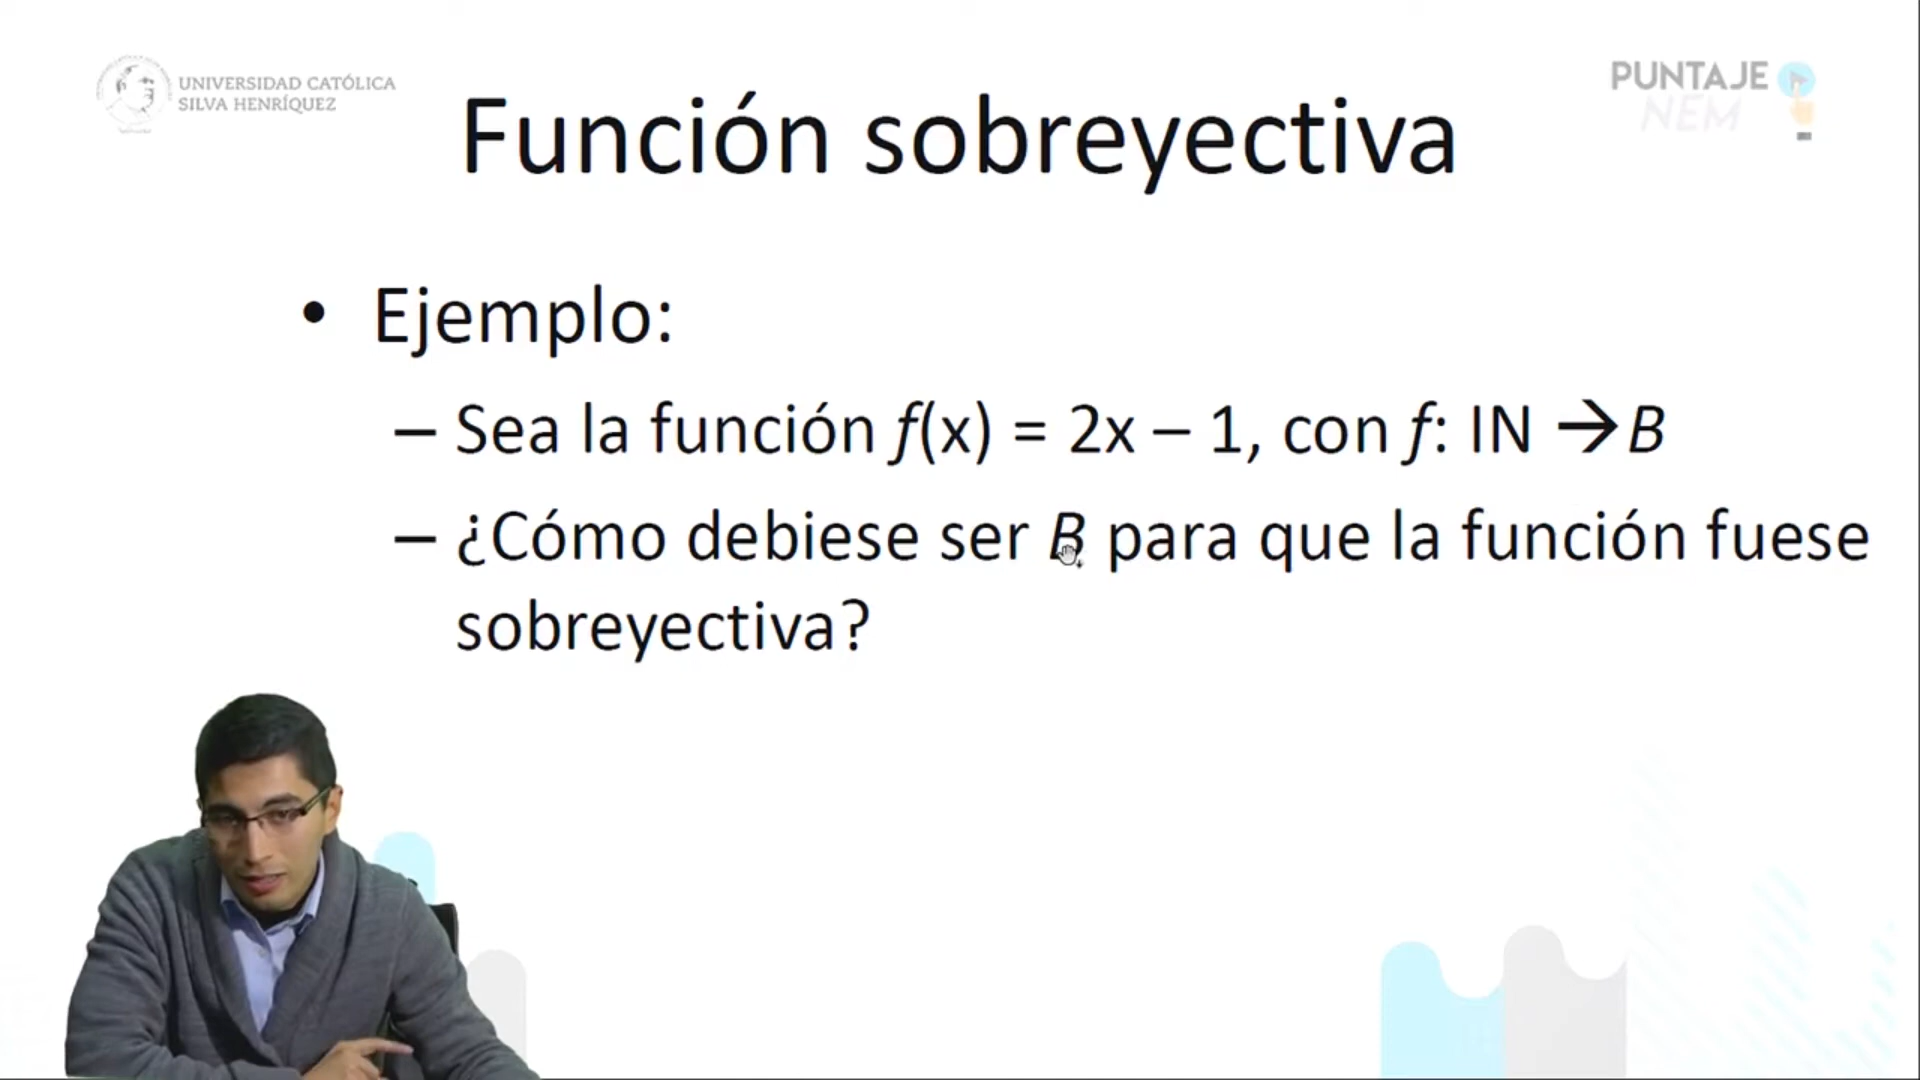 UNIVERSIDAD CATÓLICA
SILVA HENRÍQUEZ
PUNTAJE
NEM
Función sobreyectiva
• Ejemplo:
– Sea la función f(x) = 2x – 1, con f: IN → B
– ¿Cómo debiese ser B para que la función fuese
sobreyectiva?